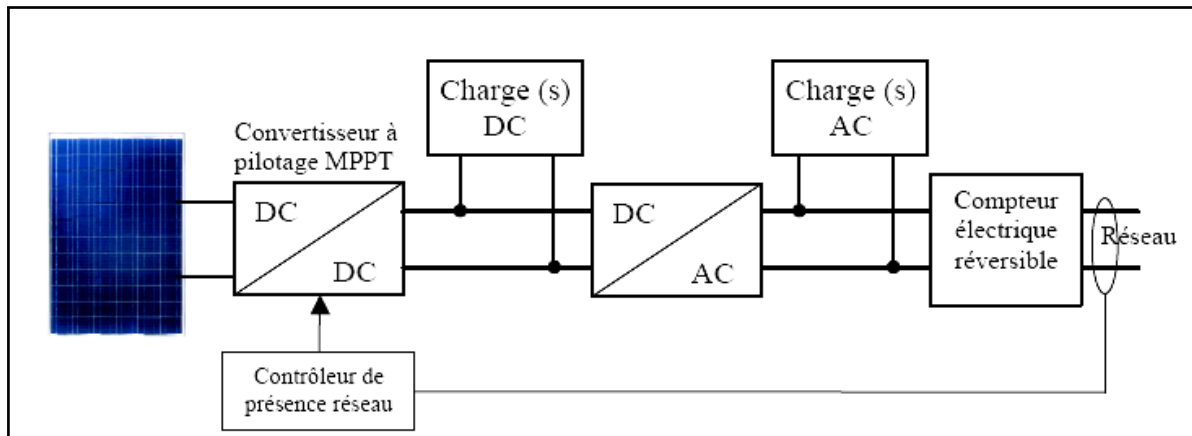 Charge (s)
DC
Charge (s)
AC
Convertisseur à
pilotage MPPT
DC
DC
DC
AC
Compteur
électrique
réversible
Réseau
Contrôleur de
présence réseau